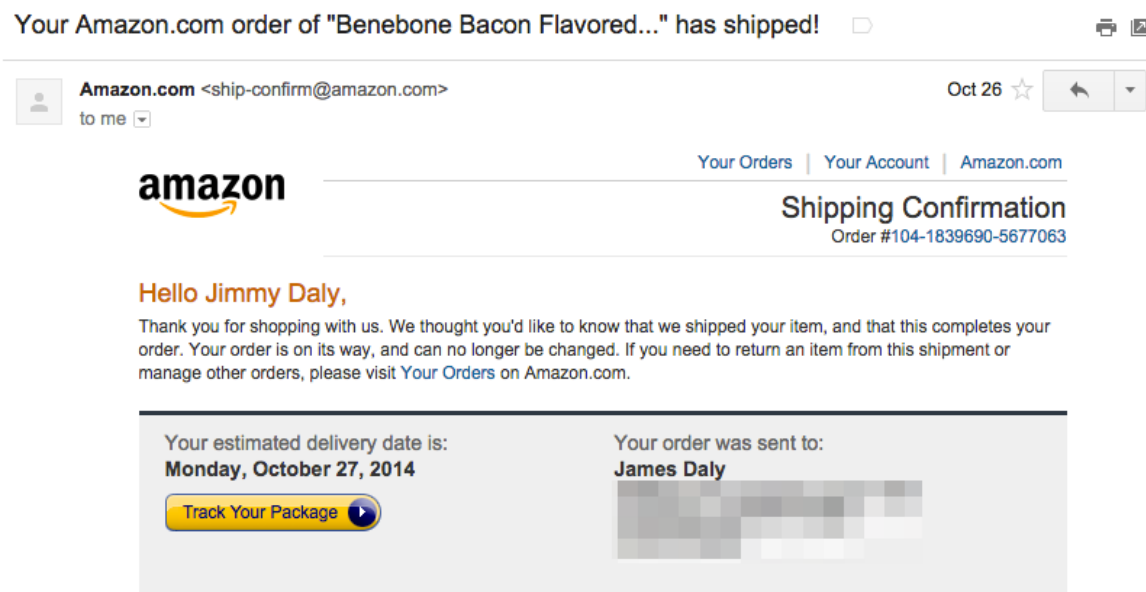 Your Amazon.com order of "Benebone Bacon Flavored..." has shipped!
Amazon.com <ship-confirm@amazon.com>
Oct 26
to me
Your Orders | Your Account | Amazon.com
amazon
Shipping Confirmation
Order #104-1839690-5677063
Hello Jimmy Daly,
Thank you for shopping with us. We thought you'd like to know that we shipped your item, and that this completes your
order. Your order is on its way, and can no longer be changed. If you need to return an item from this shipment or
manage other orders, please visit Your Orders on Amazon.com.
Your estimated delivery date is:
Monday, October 27, 2014
Track Your Package
Your order was sent to:
James Daly